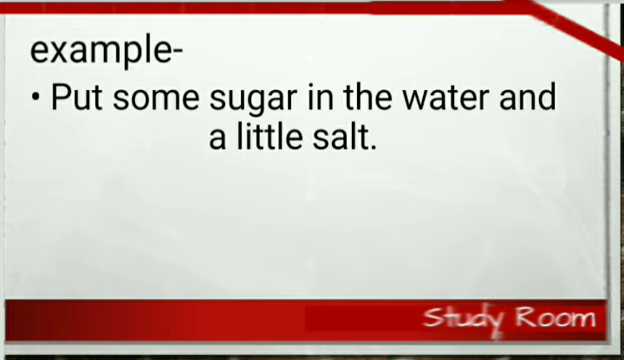 example-
• Put some sugar in the water and
a little salt.
Study Room